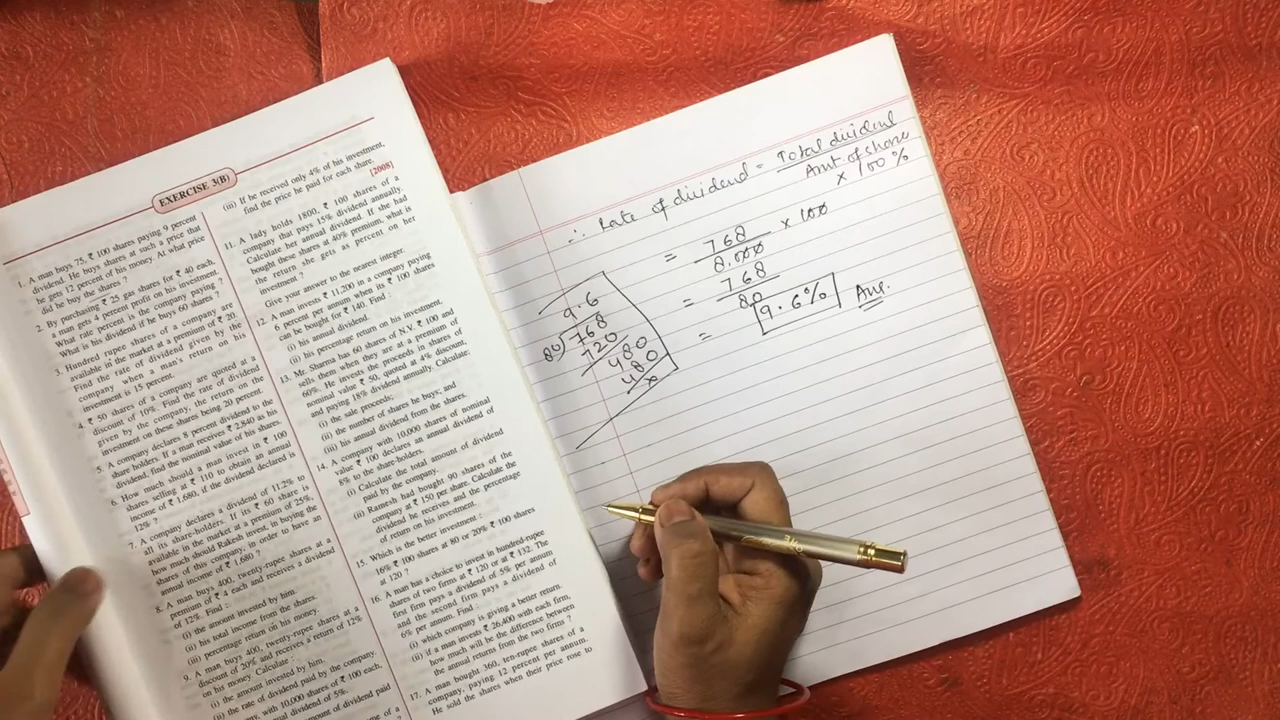 EXERCISE 3(B)
1. A man buys 75, ₹ 100 shares paying 9 percent
dividend. He buys shares at such a price that
he gets 12 percent of his money. At what price
did he buy the shares ?
2. By purchasing ₹ 25 gas shares for ₹ 40 each,
a man gets 4 percent profit on his investment.
What rate percent is the company paying ?
What is his dividend if he buys 60 shares ?
3. Hundred rupee shares of a company are
available in the market at a premium of ₹ 20.
Find the rate of dividend given by the
company when a man's return on his
investment is 15 percent.
4. ₹ 50 shares of a company are quoted at a
discount of 10%. Find the rate of dividend
given by the company, the return on the
investment on these shares being 20 percent.
5. A company declares 8 percent dividend to the
share holders. If a man receives ₹ 2,840 as his
dividend, find the nominal value of his shares.
6. How much should a man invest in ₹ 100
shares selling at ₹ 110 to obtain an annual
income of ₹ 1,680, if the dividend declared is
12% ?
7. A company declares a dividend of 11.2% to
all its share-holders. If its ₹ 60 share is
available in the market at a premium of 25%,
how much should Rakesh invest, in buying the
shares of this company, in order to have an
annual income of ₹ 1,680 ?
8. A man buys 400, twenty-rupee shares at a
premium of ₹ 4 each and receives a dividend
of 12%. Find :
(i) the amount invested by him.
(ii) his total income from the shares.
(iii) percentage return on his money.
9. A man buys 400, twenty-rupee shares at a
discount of 20% and receives a return of 12%
on his money. Calculate :
(i) the amount invested by him.
(ii) the rate of dividend paid by the company.
with 10,000 shares of ₹ 100 each,
annual dividend of 5%.
amount of dividend paid
(iii) If he received only 4% of his investment,
find the price he paid for each share.
[2008]
11. A lady holds 1800, ₹ 100 shares of a
company that pays 15% dividend annually.
Calculate her annual dividend. If she had
bought these shares at 40% premium, what is
the return she gets as percent on her
investment ?
Give your answer to the nearest integer.
12. A man invests ₹ 11,200 in a company paying
6 percent per annum when its ₹ 100 shares
can be bought for ₹ 140. Find :
(i) his annual dividend.
(ii) his percentage return on his investment.
13. Mr. Sharma has 60 shares of N.V. ₹ 100 and
sells them when they are at a premium of
60%. He invests the proceeds in shares of
nominal value ₹ 50, quoted at 4% discount,
and paying 18% dividend annually. Calculate:
(i) the sale proceeds;
(ii) the number of shares he buys; and
(iii) his annual dividend from the shares.
14. A company with 10,000 shares of nominal
value ₹ 100 declares an annual dividend of
8% to the share-holders.
(i) Calculate the total amount of dividend
paid by the company.
(ii) Ramesh had bought 90 shares of the
company at ₹ 150 per share. Calculate the
dividend he receives and the percentage
of return on his investment.
15. Which is the better investment :
16% ₹ 100 shares at 80 or 20% ₹ 100 shares
at 120 ?
16. A man has a choice to invest in hundred-rupee
shares of two firms at ₹ 120 or at ₹ 132. The
first firm pays a dividend of 5% per annum
and the second firm pays a dividend of
6% per annum. Find :
(i) which company is giving a better return
(ii) if a man invests ₹ 26,400 with each firm,
how much will be the difference between
the annual returns from the two firms ?
17. A man bought 360, ten-rupee shares of a
company, paying 12 percent per annum.
He sold the shares when their price rose to
∴ Rate of dividend = Total dividend
Amt. of share
× 100 %
= 768 × 100
8,000
= 768
80
= 9.6% Ans.
9.6
80) 768
720
480
480
×